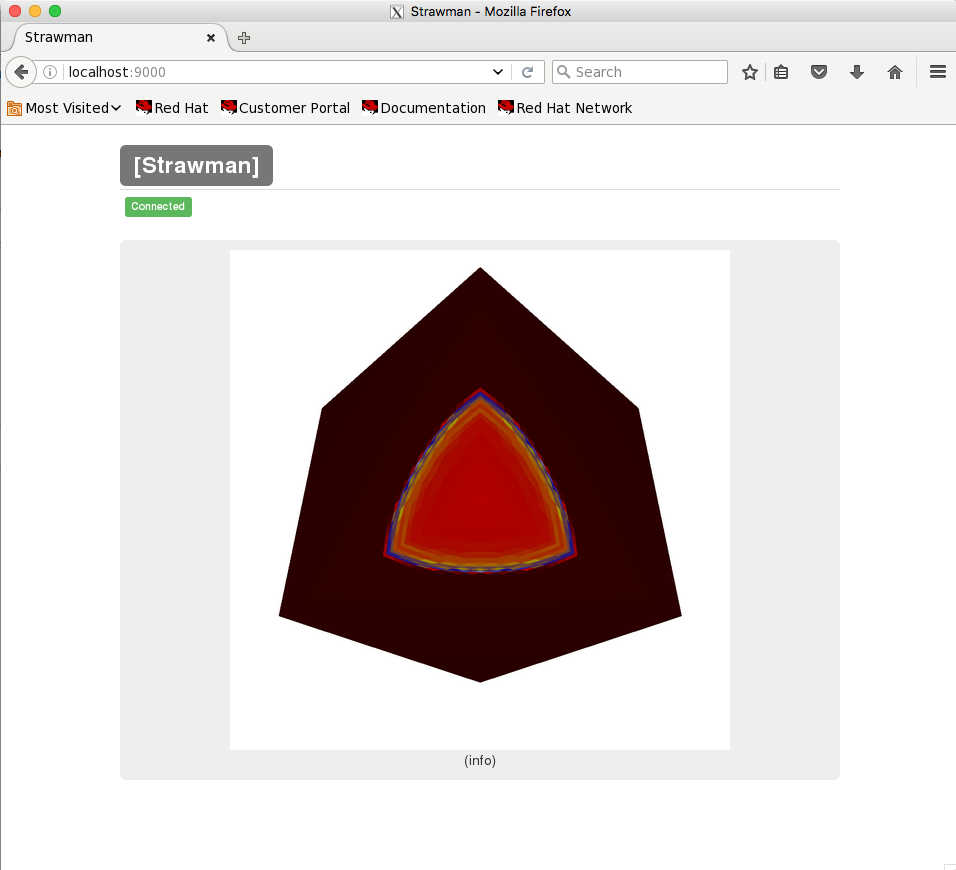 Strawman - Mozilla Firefox
Strawman
localhost:9000
Search
Most Visited
Red Hat
Customer Portal
Documentation
Red Hat Network
[Strawman]
Connected
(info)